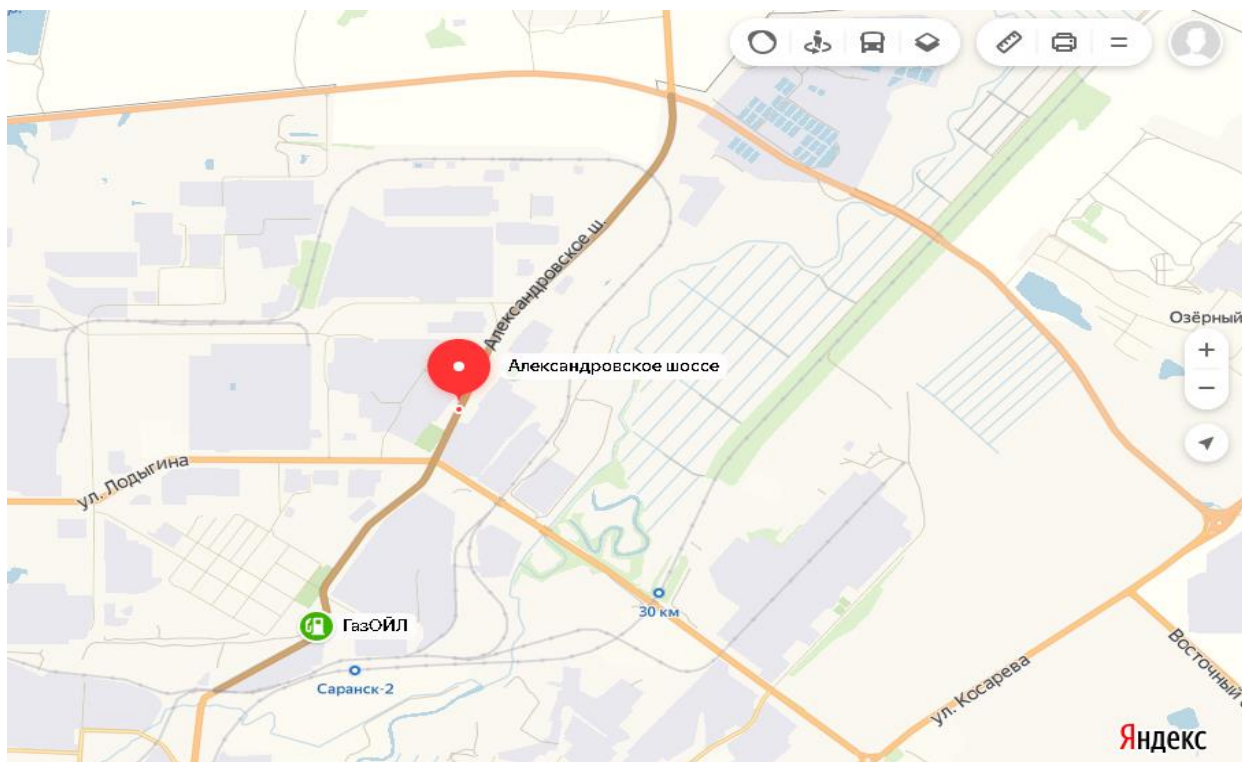 Александровское ш.
Озёрный
Александровское шоссе
ул. Лодыгина
30 км
ГазОЙЛ
Саранск-2
ул. Косарева
Восточный
Яндекс